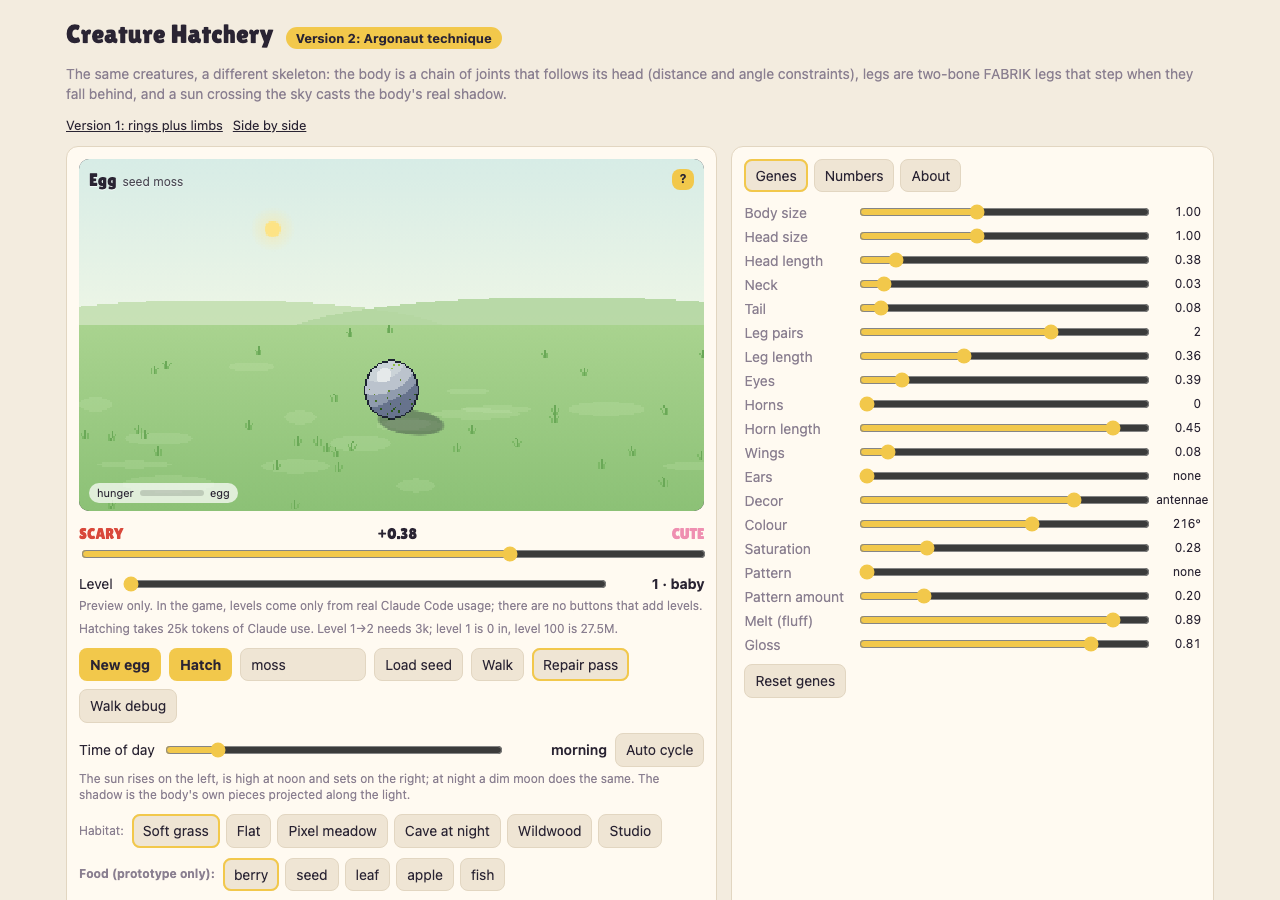 Creature Hatchery Version 2: Argonaut technique
The same creatures, a different skeleton: the body is a chain of joints that follows its head (distance and angle constraints), legs are two-bone FABRIK legs that step when they
fall behind, and a sun crossing the sky casts the body's real shadow.
Version 1: rings plus limbs Side by side
Egg seed moss ?
hunger egg
SCARY +0.38 CUTE
Level 1 · baby
Preview only. In the game, levels come only from real Claude Code usage; there are no buttons that add levels.
Hatching takes 25k tokens of Claude use. Level 1→2 needs 3k; level 1 is 0 in, level 100 is 27.5M.
New egg Hatch moss Load seed Walk Repair pass
Walk debug
Time of day morning Auto cycle
The sun rises on the left, is high at noon and sets on the right; at night a dim moon does the same. The
shadow is the body's own pieces projected along the light.
Habitat: Soft grass Flat Pixel meadow Cave at night Wildwood Studio
Food (prototype only): berry seed leaf apple fish
Genes Numbers About
Body size 1.00
Head size 1.00
Head length 0.38
Neck 0.03
Tail 0.08
Leg pairs 2
Leg length 0.36
Eyes 0.39
Horns 0
Horn length 0.45
Wings 0.08
Ears none
Decor antennae
Colour 216°
Saturation 0.28
Pattern none
Pattern amount 0.20
Melt (fluff) 0.89
Gloss 0.81
Reset genes